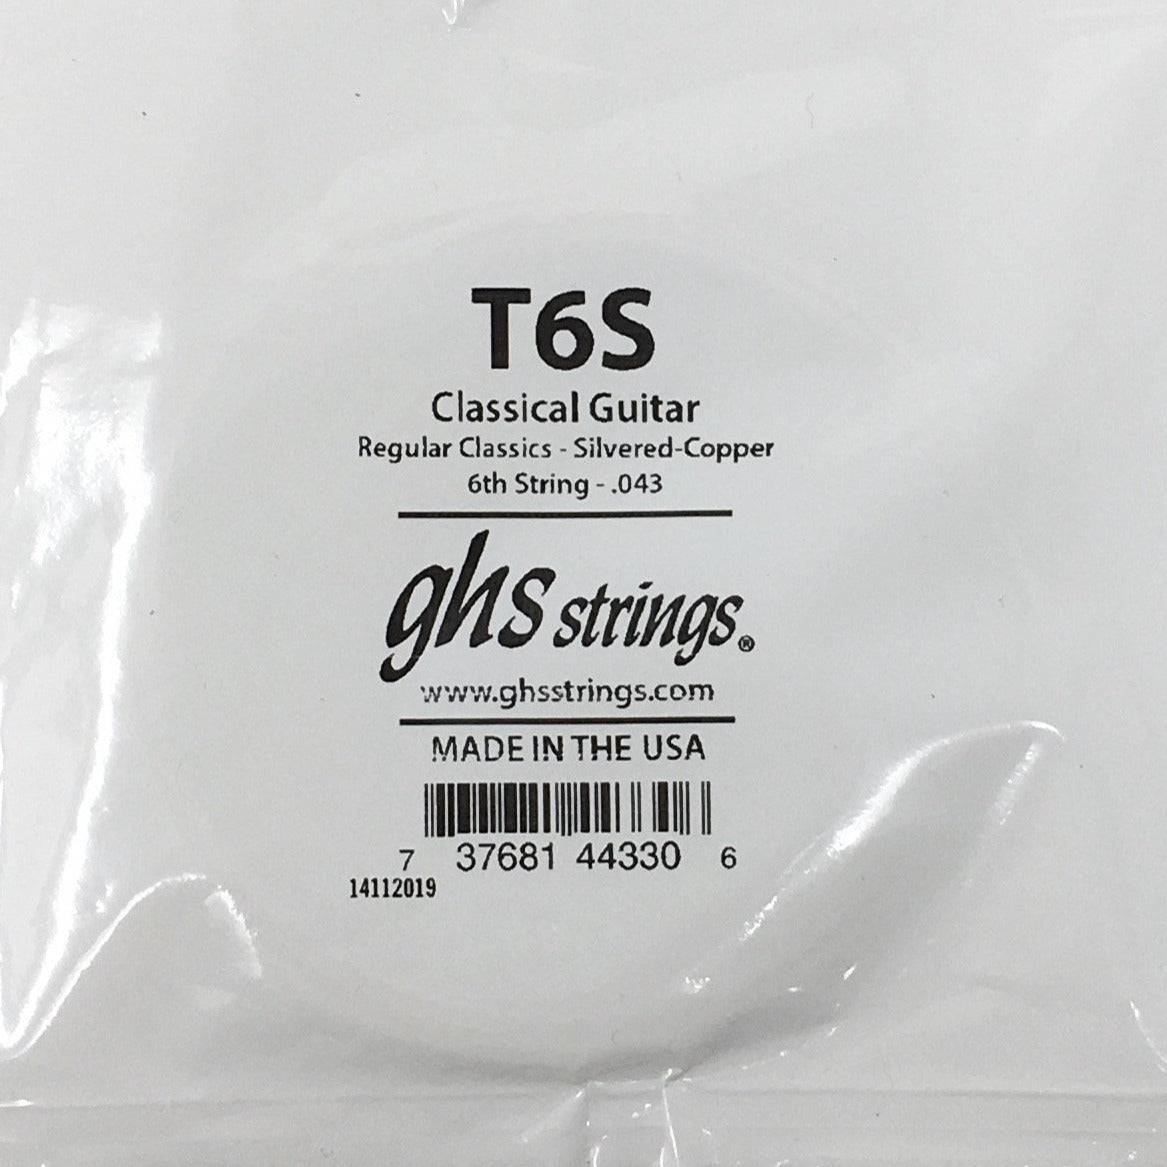 T6S
Classical Guitar
Regular Classics - Silvered-Copper
6th String - .043
ghs strings®
www.ghsstrings.com
MADE IN THE USA
7 37681 44330 6
14112019